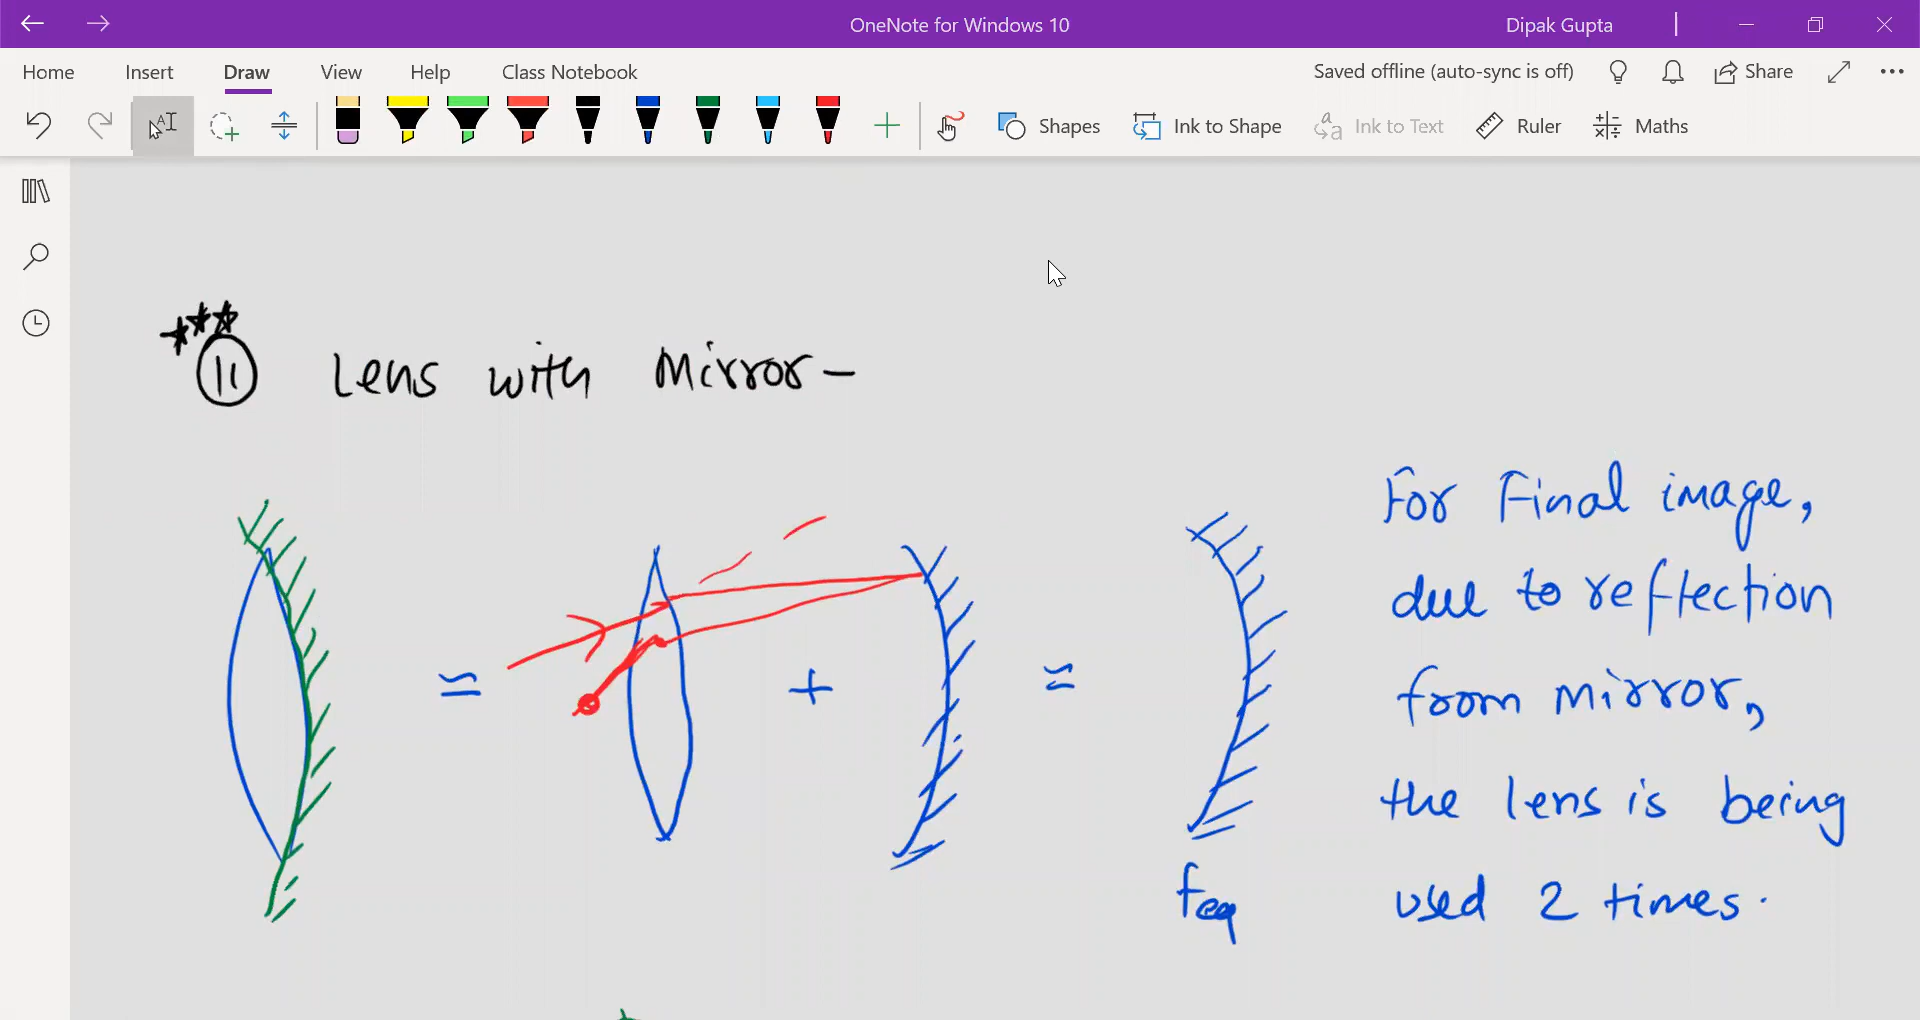 OneNote for Windows 10
Dipak Gupta
Home Insert Draw View Help Class Notebook
Saved offline (auto-sync is off) Share
Shapes Ink to Shape Ink to Text Ruler Maths
11 Lens with Mirror –
For Final image,
due to reflection
from mirror,
the lens is being
used 2 times.
≃ + ≃
feq